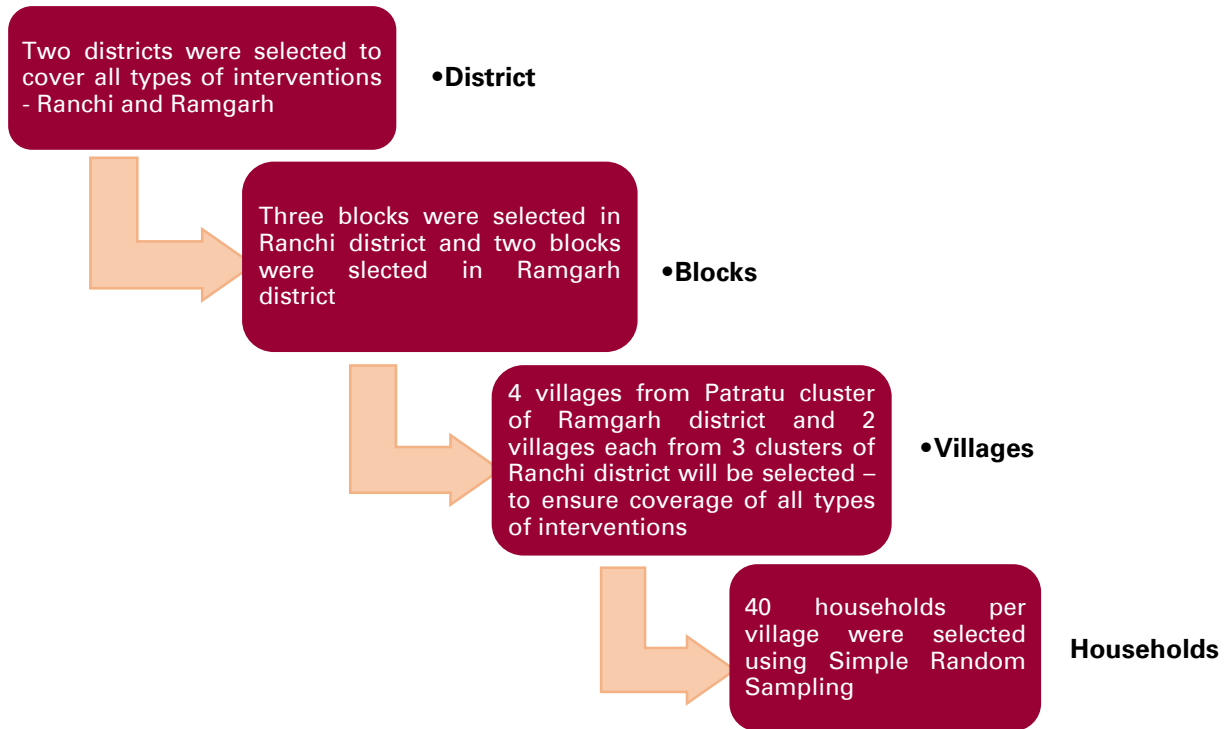 Two districts were selected to
cover all types of interventions
- Ranchi and Ramgarh
•District
Three blocks were selected in
Ranchi district and two blocks
were slected in Ramgarh
district
•Blocks
4 villages from Patratu cluster
of Ramgarh district and 2
villages each from 3 clusters of
Ranchi district will be selected –
to ensure coverage of all types
of interventions
•Villages
40 households per
village were selected
using Simple Random
Sampling
Households